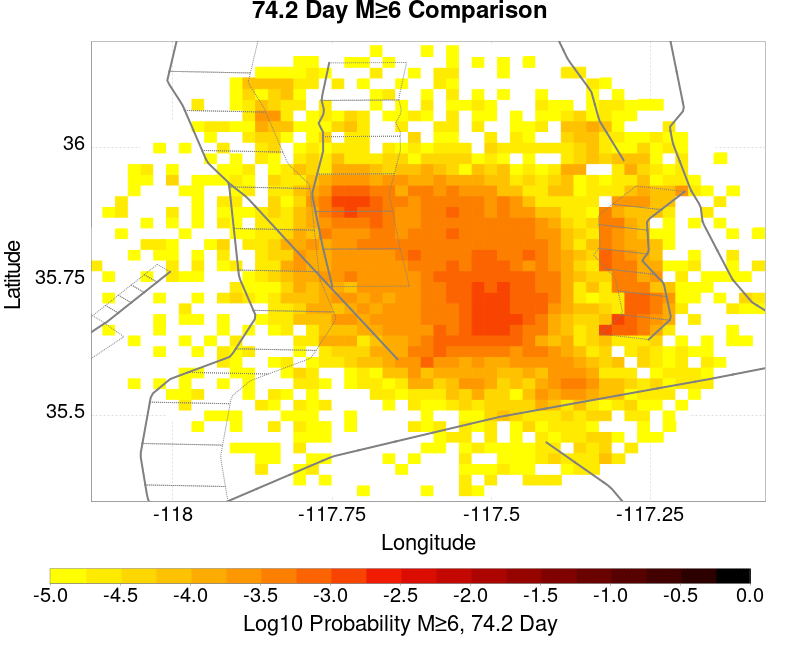 74.2 Day M≥6 Comparison
36
35.75
35.5
Latitude
-118 -117.75 -117.5 -117.25
Longitude
-5.0 -4.5 -4.0 -3.5 -3.0 -2.5 -2.0 -1.5 -1.0 -0.5 0.0
Log10 Probability M≥6, 74.2 Day